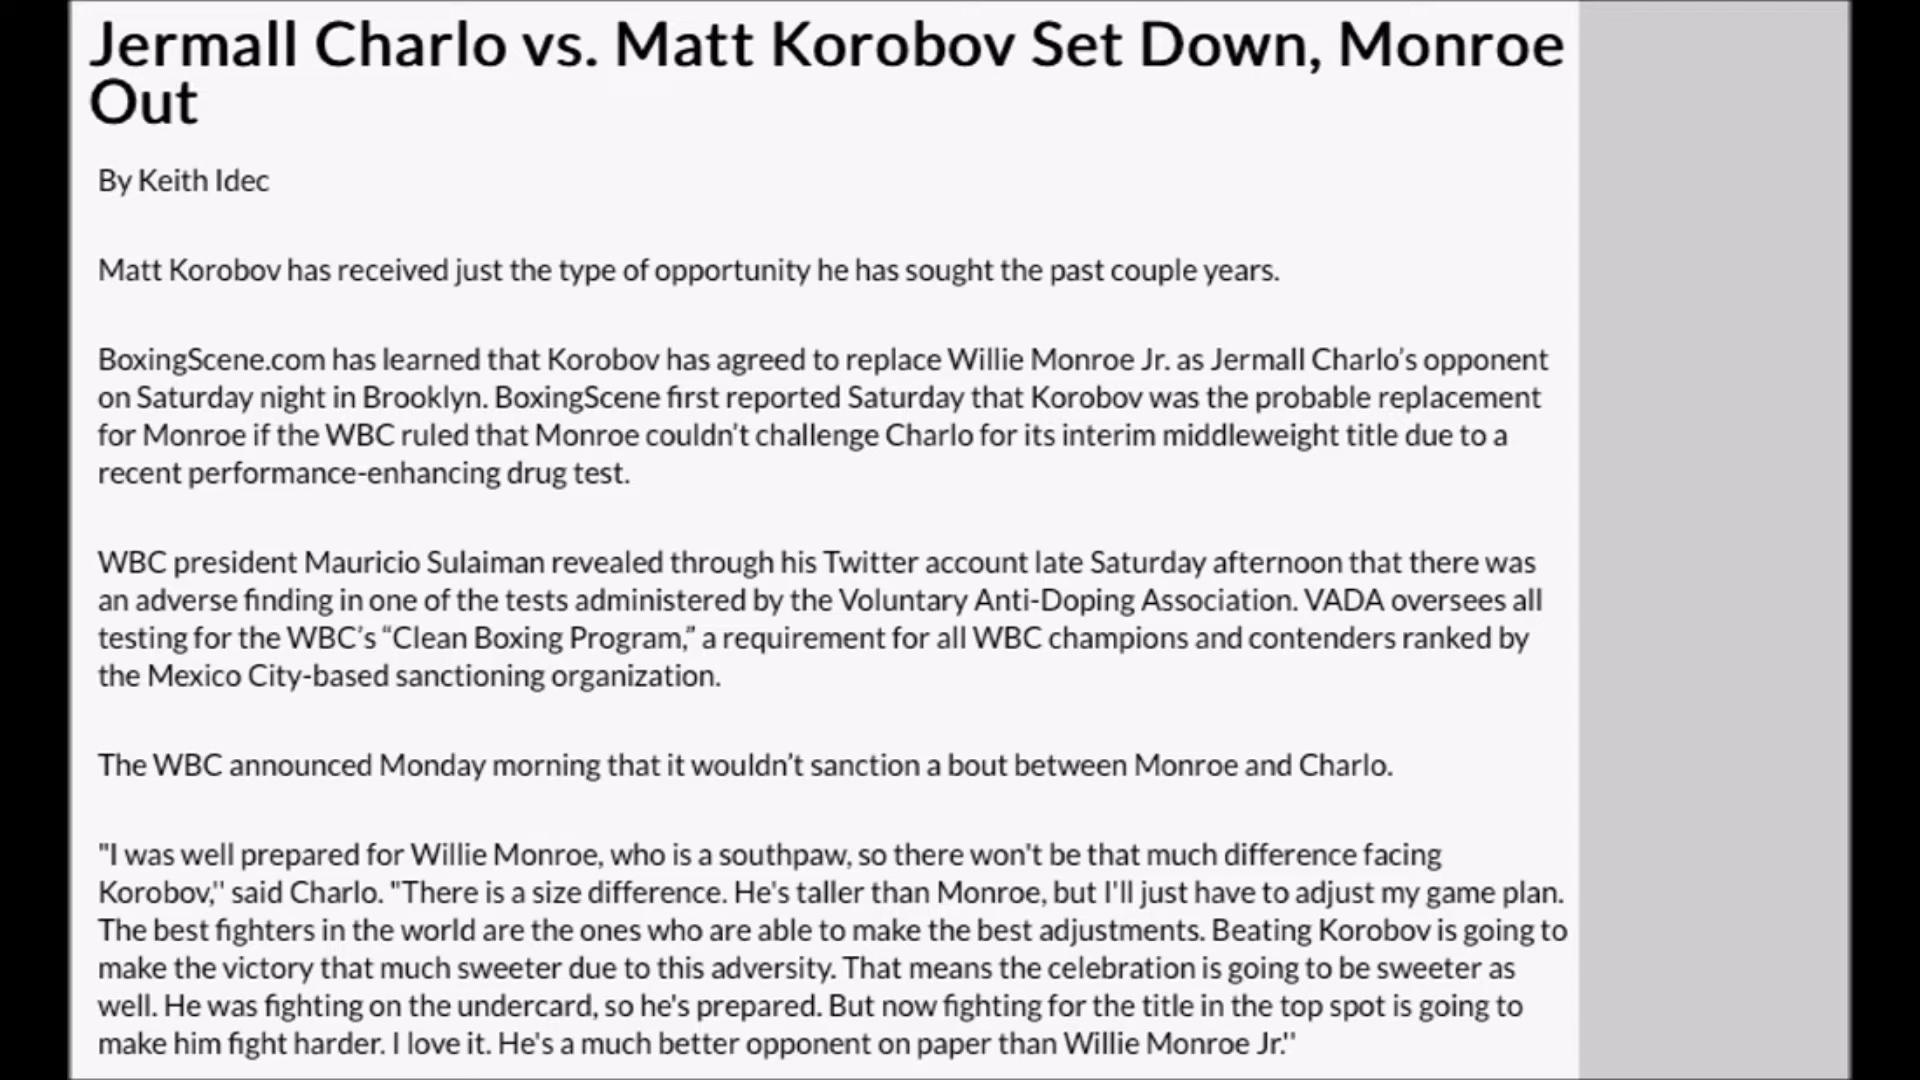 Jermall Charlo vs. Matt Korobov Set Down, Monroe
Out
By Keith Idec
Matt Korobov has received just the type of opportunity he has sought the past couple years.
BoxingScene.com has learned that Korobov has agreed to replace Willie Monroe Jr. as Jermall Charlo’s opponent
on Saturday night in Brooklyn. BoxingScene first reported Saturday that Korobov was the probable replacement
for Monroe if the WBC ruled that Monroe couldn’t challenge Charlo for its interim middleweight title due to a
recent performance-enhancing drug test.
WBC president Mauricio Sulaiman revealed through his Twitter account late Saturday afternoon that there was
an adverse finding in one of the tests administered by the Voluntary Anti-Doping Association. VADA oversees all
testing for the WBC’s “Clean Boxing Program,” a requirement for all WBC champions and contenders ranked by
the Mexico City-based sanctioning organization.
The WBC announced Monday morning that it wouldn’t sanction a bout between Monroe and Charlo.
"I was well prepared for Willie Monroe, who is a southpaw, so there won't be that much difference facing
Korobov,'' said Charlo. "There is a size difference. He's taller than Monroe, but I'll just have to adjust my game plan.
The best fighters in the world are the ones who are able to make the best adjustments. Beating Korobov is going to
make the victory that much sweeter due to this adversity. That means the celebration is going to be sweeter as
well. He was fighting on the undercard, so he's prepared. But now fighting for the title in the top spot is going to
make him fight harder. I love it. He's a much better opponent on paper than Willie Monroe Jr.''